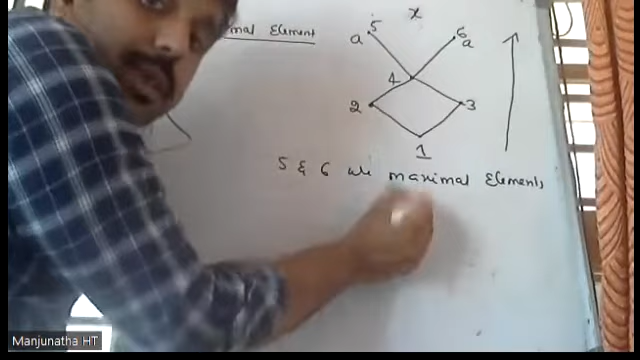 mal Element
x
5 6
a a
4
2 3
1
5 & 6 are maximal Elements
Manjunatha HT